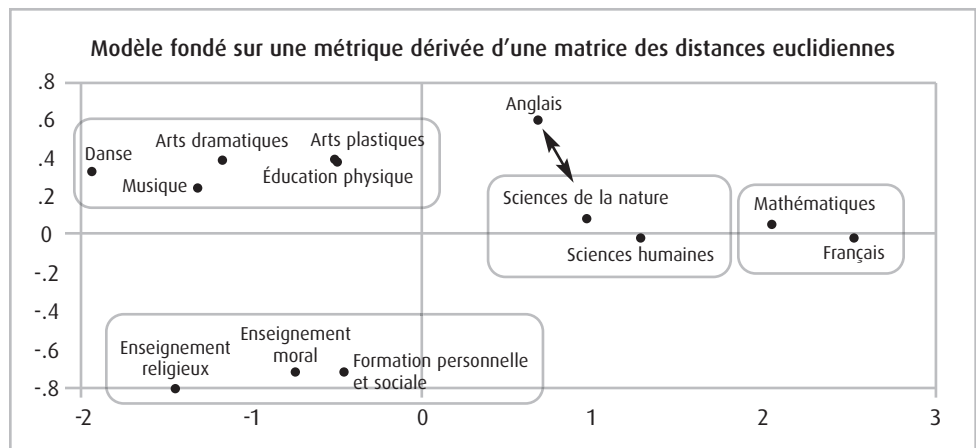 Modèle fondé sur une métrique dérivée d'une matrice des distances euclidiennes
.8
.6
.4
.2
0
-.2
-.4
-.6
-.8
Anglais
Arts dramatiques
Arts plastiques
Danse
Musique
Éducation physique
Sciences de la nature
Mathématiques
Sciences humaines
Français
Enseignement
religieux
Enseignement
moral
Formation personnelle
et sociale
-2
-1
0
1
2
3